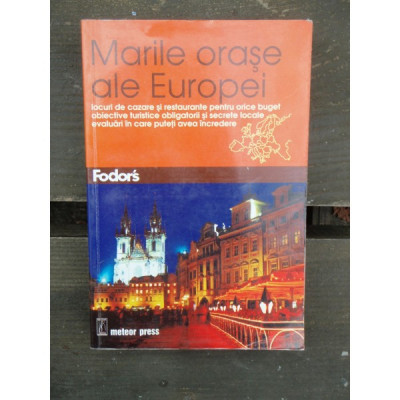 Marile orașe
ale Europei
locuri de cazare și restaurante pentru orice buget
obiective turistice obligatorii și secrete locale
evaluări în care puteți avea încredere
Fodor's
meteor press